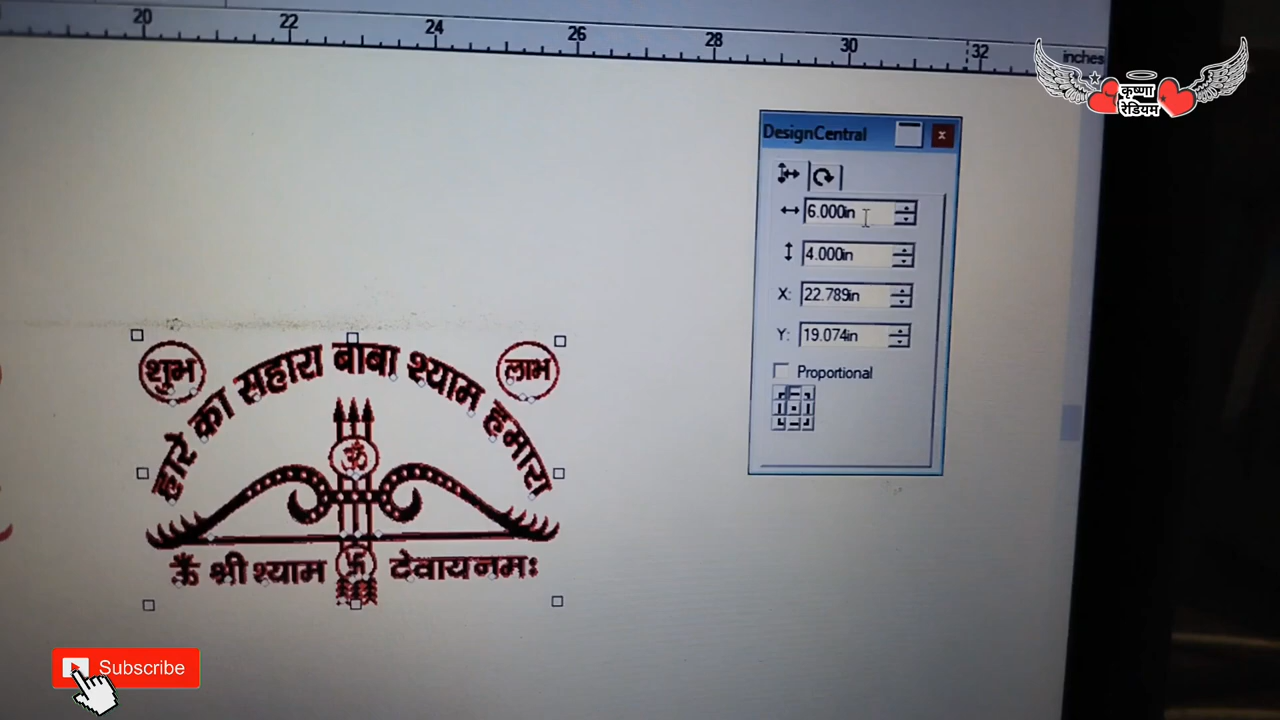 20 22 24 26 28 30 32 inches
कृष्णा
रेडियम
DesignCentral
6.000in
4.000in
X: 22.789in
Y: 19.074in
Proportional
शुभ
लाभ
हारे का सहारा बाबा श्याम हमारा
ॐ
ॐ श्री श्याम देवाय नमः
Subscribe